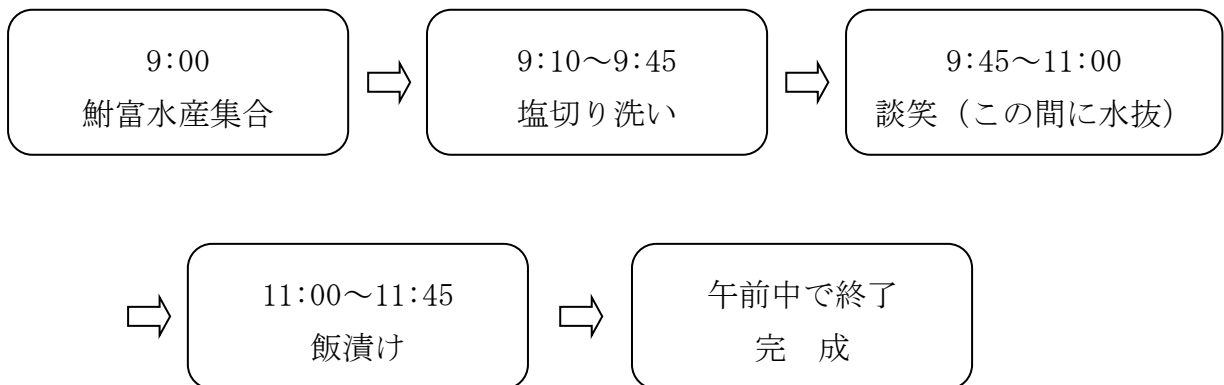 9:00
鮒富水産集合
9:10～9:45
塩切り洗い
9:45～11:00
談笑（この間に水抜）
11:00～11:45
飯漬け
午前中で終了
完　成